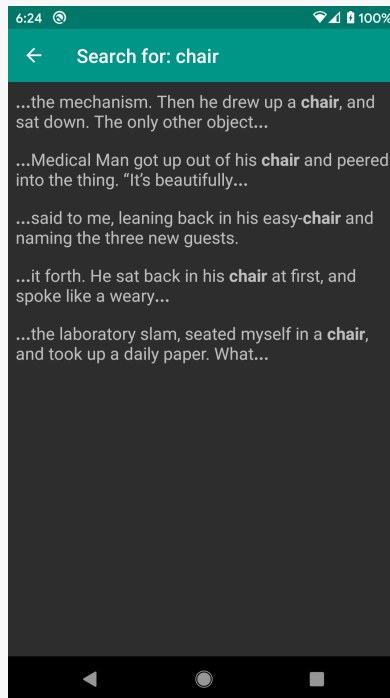 6:24 100%
Search for: chair
...the mechanism. Then he drew up a chair, and
sat down. The only other object...
...Medical Man got up out of his chair and peered
into the thing. “It’s beautifully...
...said to me, leaning back in his easy-chair and
naming the three new guests.
...it forth. He sat back in his chair at first, and
spoke like a weary...
...the laboratory slam, seated myself in a chair,
and took up a daily paper. What...